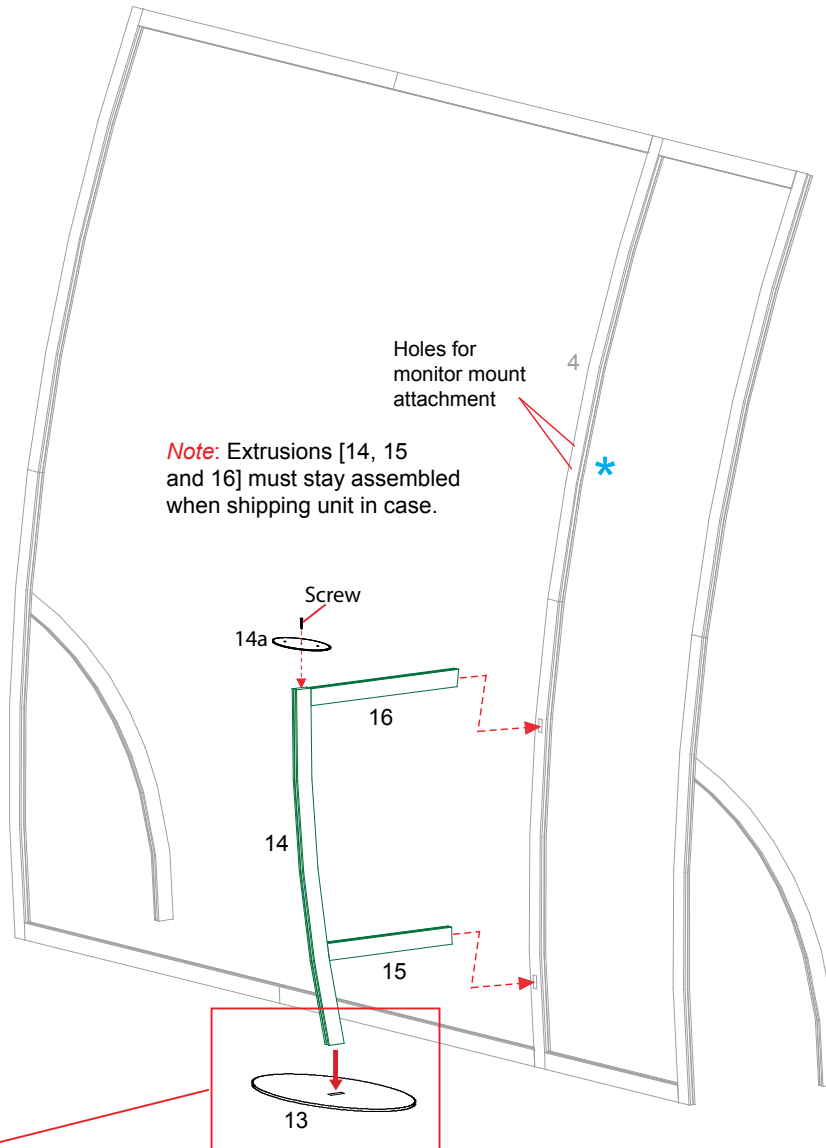 Holes for
monitor mount
attachment
4
*
Note: Extrusions [14, 15
and 16] must stay assembled
when shipping unit in case.
Screw
14a
16
14
15
13